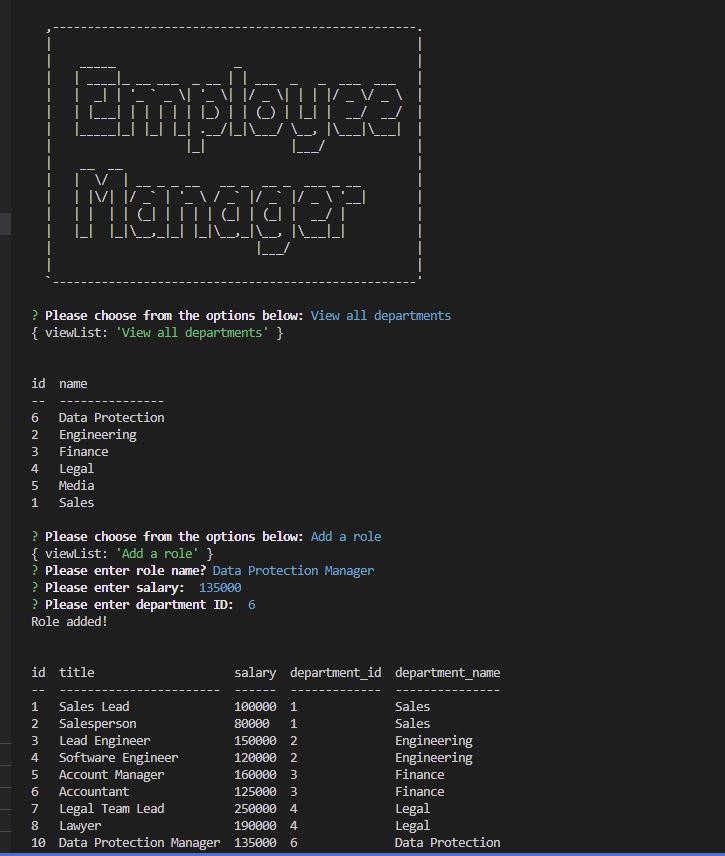 Employee
Manager
? Please choose from the options below: View all departments
{ viewList: 'View all departments' }
id  name
--  ---------------
6   Data Protection
2   Engineering
3   Finance
4   Legal
5   Media
1   Sales
? Please choose from the options below: Add a role
{ viewList: 'Add a role' }
? Please enter role name? Data Protection Manager
? Please enter salary:  135000
? Please enter department ID:  6
Role added!
id  title                    salary  department_id  department_name
--  -----------------------  ------  -------------  ---------------
1   Sales Lead               100000  1              Sales
2   Salesperson              80000   1              Sales
3   Lead Engineer            150000  2              Engineering
4   Software Engineer        120000  2              Engineering
5   Account Manager          160000  3              Finance
6   Accountant               125000  3              Finance
7   Legal Team Lead          250000  4              Legal
8   Lawyer                   190000  4              Legal
10  Data Protection Manager  135000  6              Data Protection